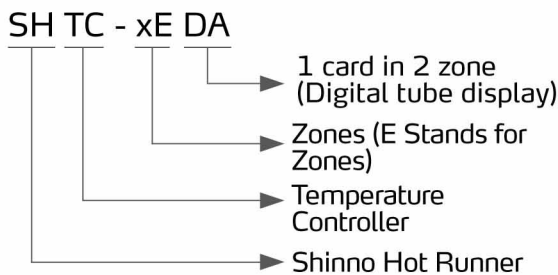 SH TC - xE DA
1 card in 2 zone
(Digital tube display)
Zones (E Stands for
Zones)
Temperature
Controller
Shinno Hot Runner